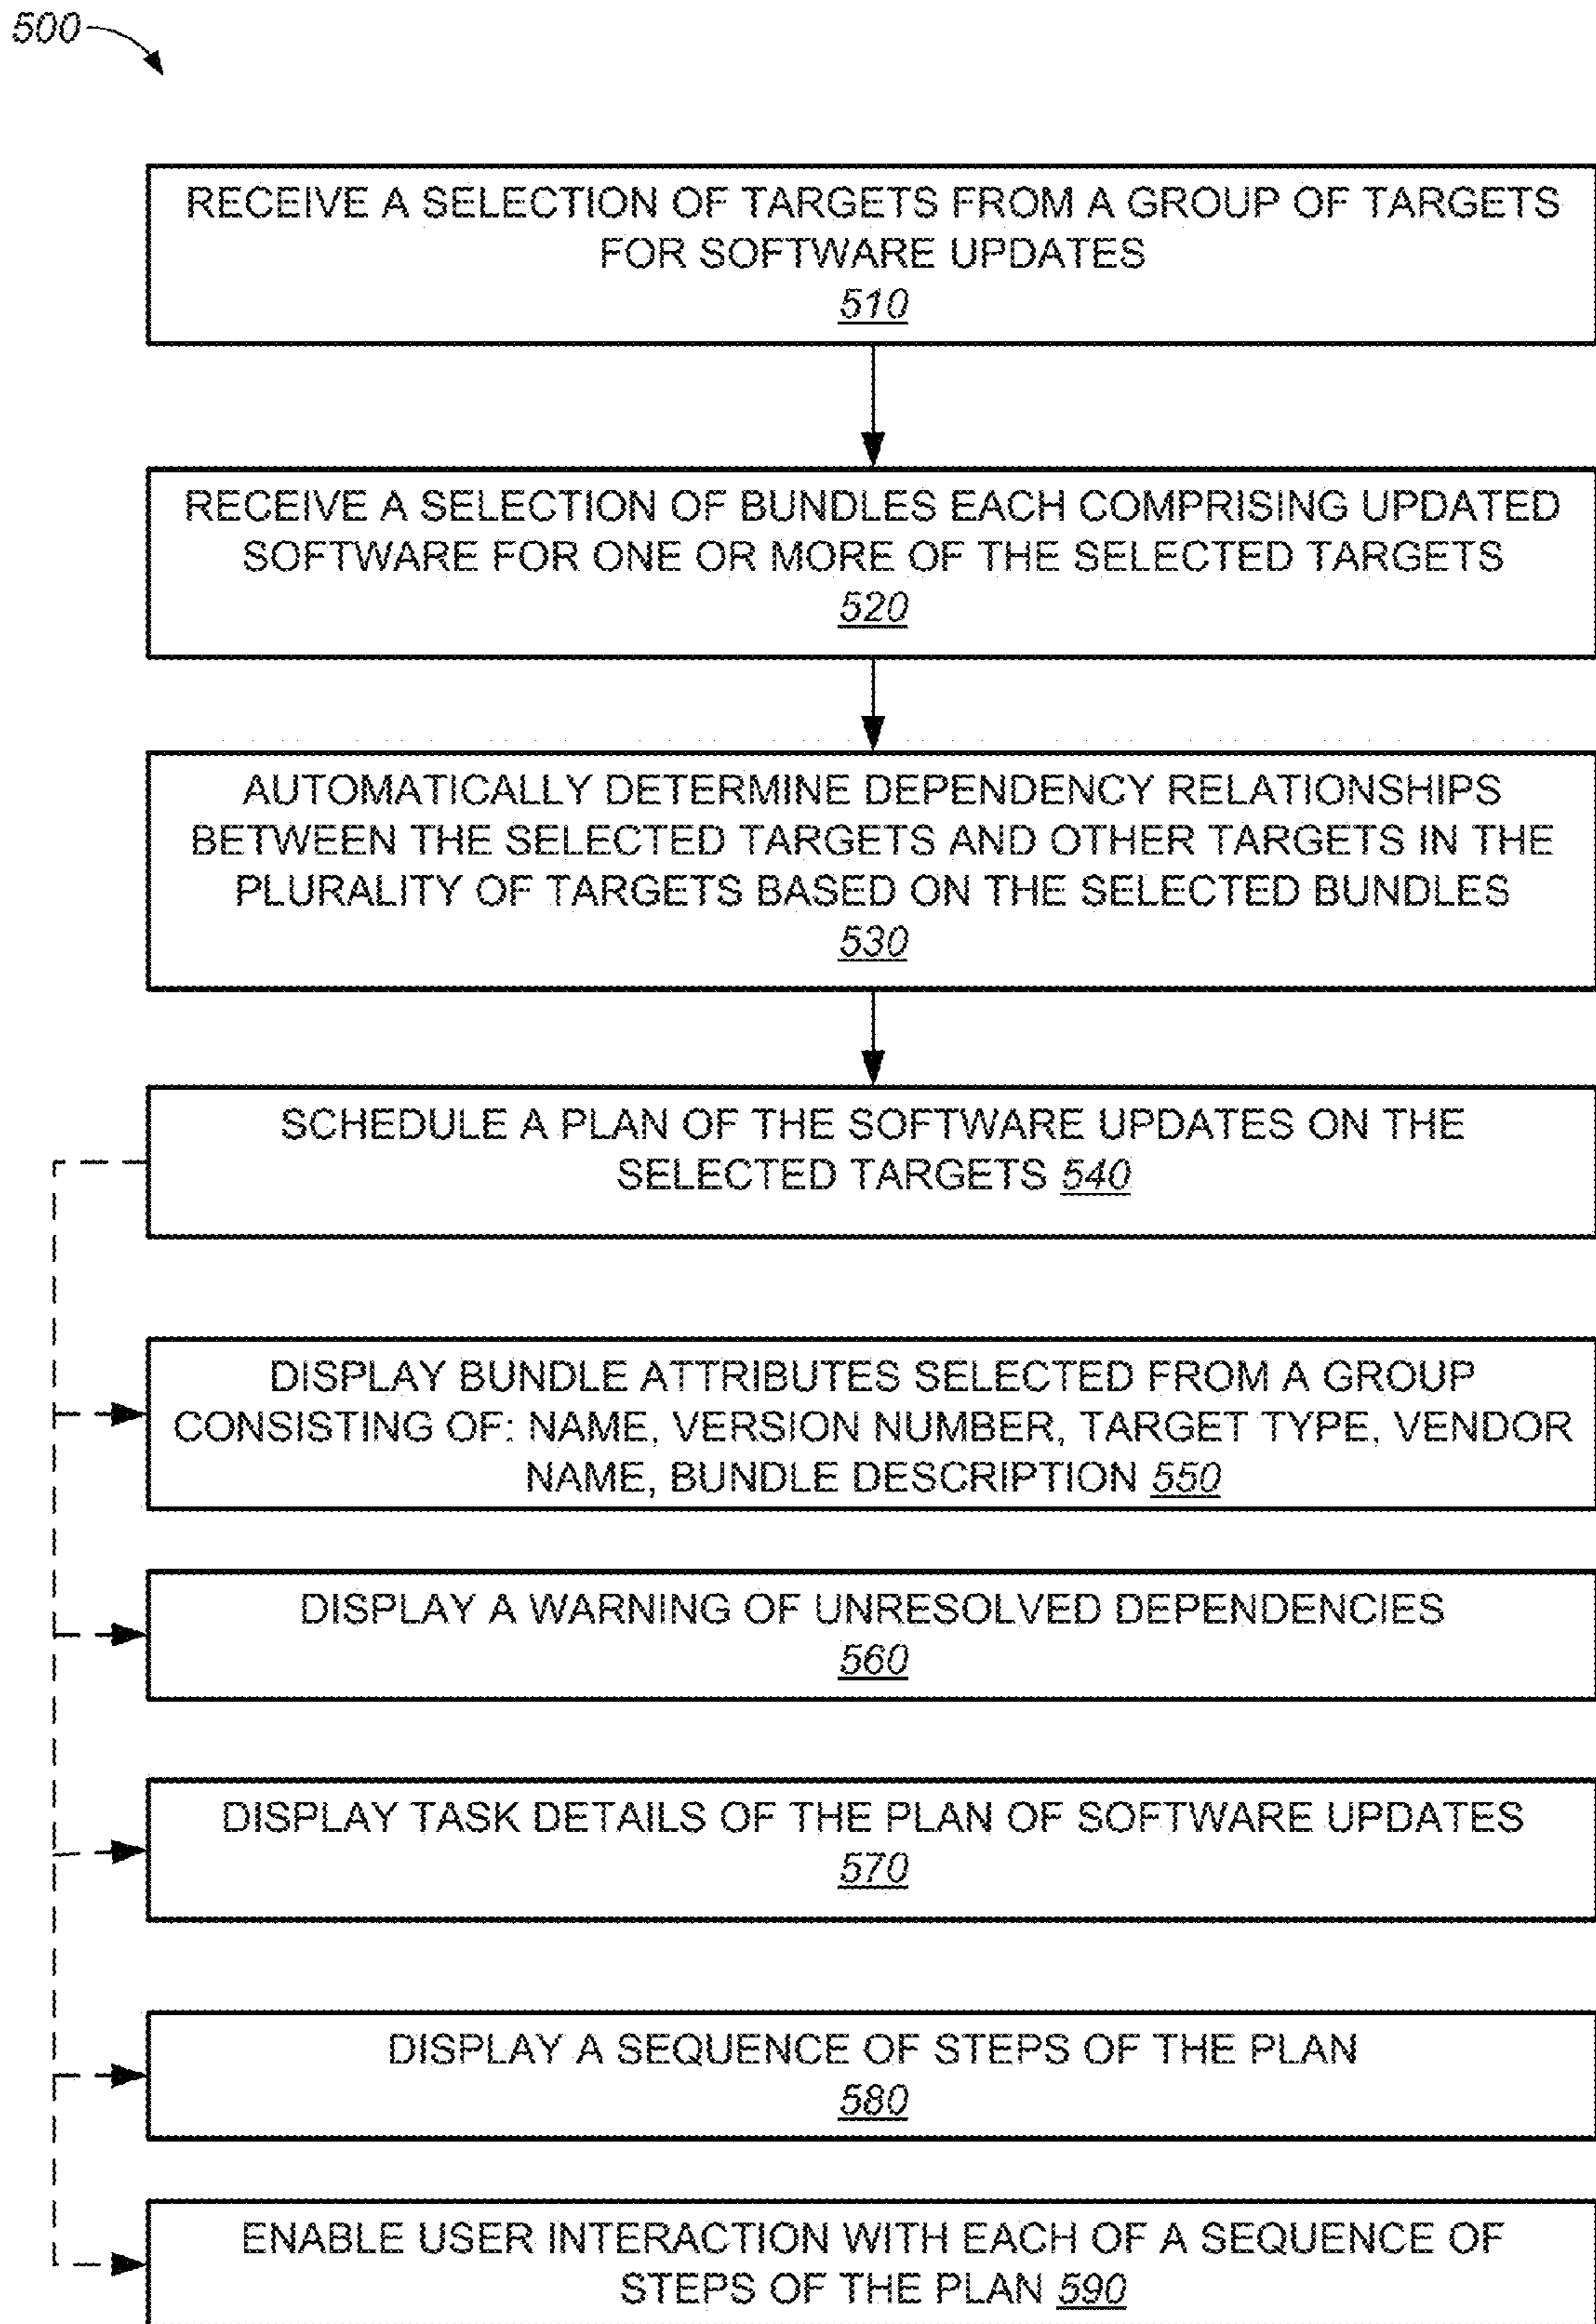 500
RECEIVE A SELECTION OF TARGETS FROM A GROUP OF TARGETS
FOR SOFTWARE UPDATES
510
RECEIVE A SELECTION OF BUNDLES EACH COMPRISING UPDATED
SOFTWARE FOR ONE OR MORE OF THE SELECTED TARGETS
520
AUTOMATICALLY DETERMINE DEPENDENCY RELATIONSHIPS
BETWEEN THE SELECTED TARGETS AND OTHER TARGETS IN THE
PLURALITY OF TARGETS BASED ON THE SELECTED BUNDLES
530
SCHEDULE A PLAN OF THE SOFTWARE UPDATES ON THE
SELECTED TARGETS 540
DISPLAY BUNDLE ATTRIBUTES SELECTED FROM A GROUP
CONSISTING OF: NAME, VERSION NUMBER, TARGET TYPE, VENDOR
NAME, BUNDLE DESCRIPTION 550
DISPLAY A WARNING OF UNRESOLVED DEPENDENCIES
560
DISPLAY TASK DETAILS OF THE PLAN OF SOFTWARE UPDATES
570
DISPLAY A SEQUENCE OF STEPS OF THE PLAN
580
ENABLE USER INTERACTION WITH EACH OF A SEQUENCE OF
STEPS OF THE PLAN 590